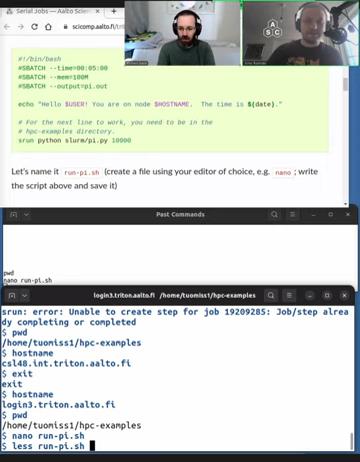 Serial Jobs — Aalto Scien
scicomp.aalto.fi/tri
#!/bin/bash
#SBATCH --time=00:05:00
#SBATCH --mem=100M
#SBATCH --output=pi.out
echo "Hello $USER! You are on node $HOSTNAME. The time is $(date)."
# For the next line to work, you need to be in the
# hpc-examples directory.
srun python slurm/pi.py 10000
Let's name it run-pi.sh (create a file using your editor of choice, e.g. nano ; write
the script above and save it)
A
S C
Past Commands
pwd
nano run-pi.sh
login3.triton.aalto.fi /home/tuomiss1/hpc-examples
srun: error: Unable to create step for job 19209285: Job/step alrea
dy completing or completed
$ pwd
/home/tuomiss1/hpc-examples
$ hostname
csl48.int.triton.aalto.fi
$ exit
exit
$ hostname
login3.triton.aalto.fi
$ pwd
/home/tuomiss1/hpc-examples
$ nano run-pi.sh
$ less run-pi.sh